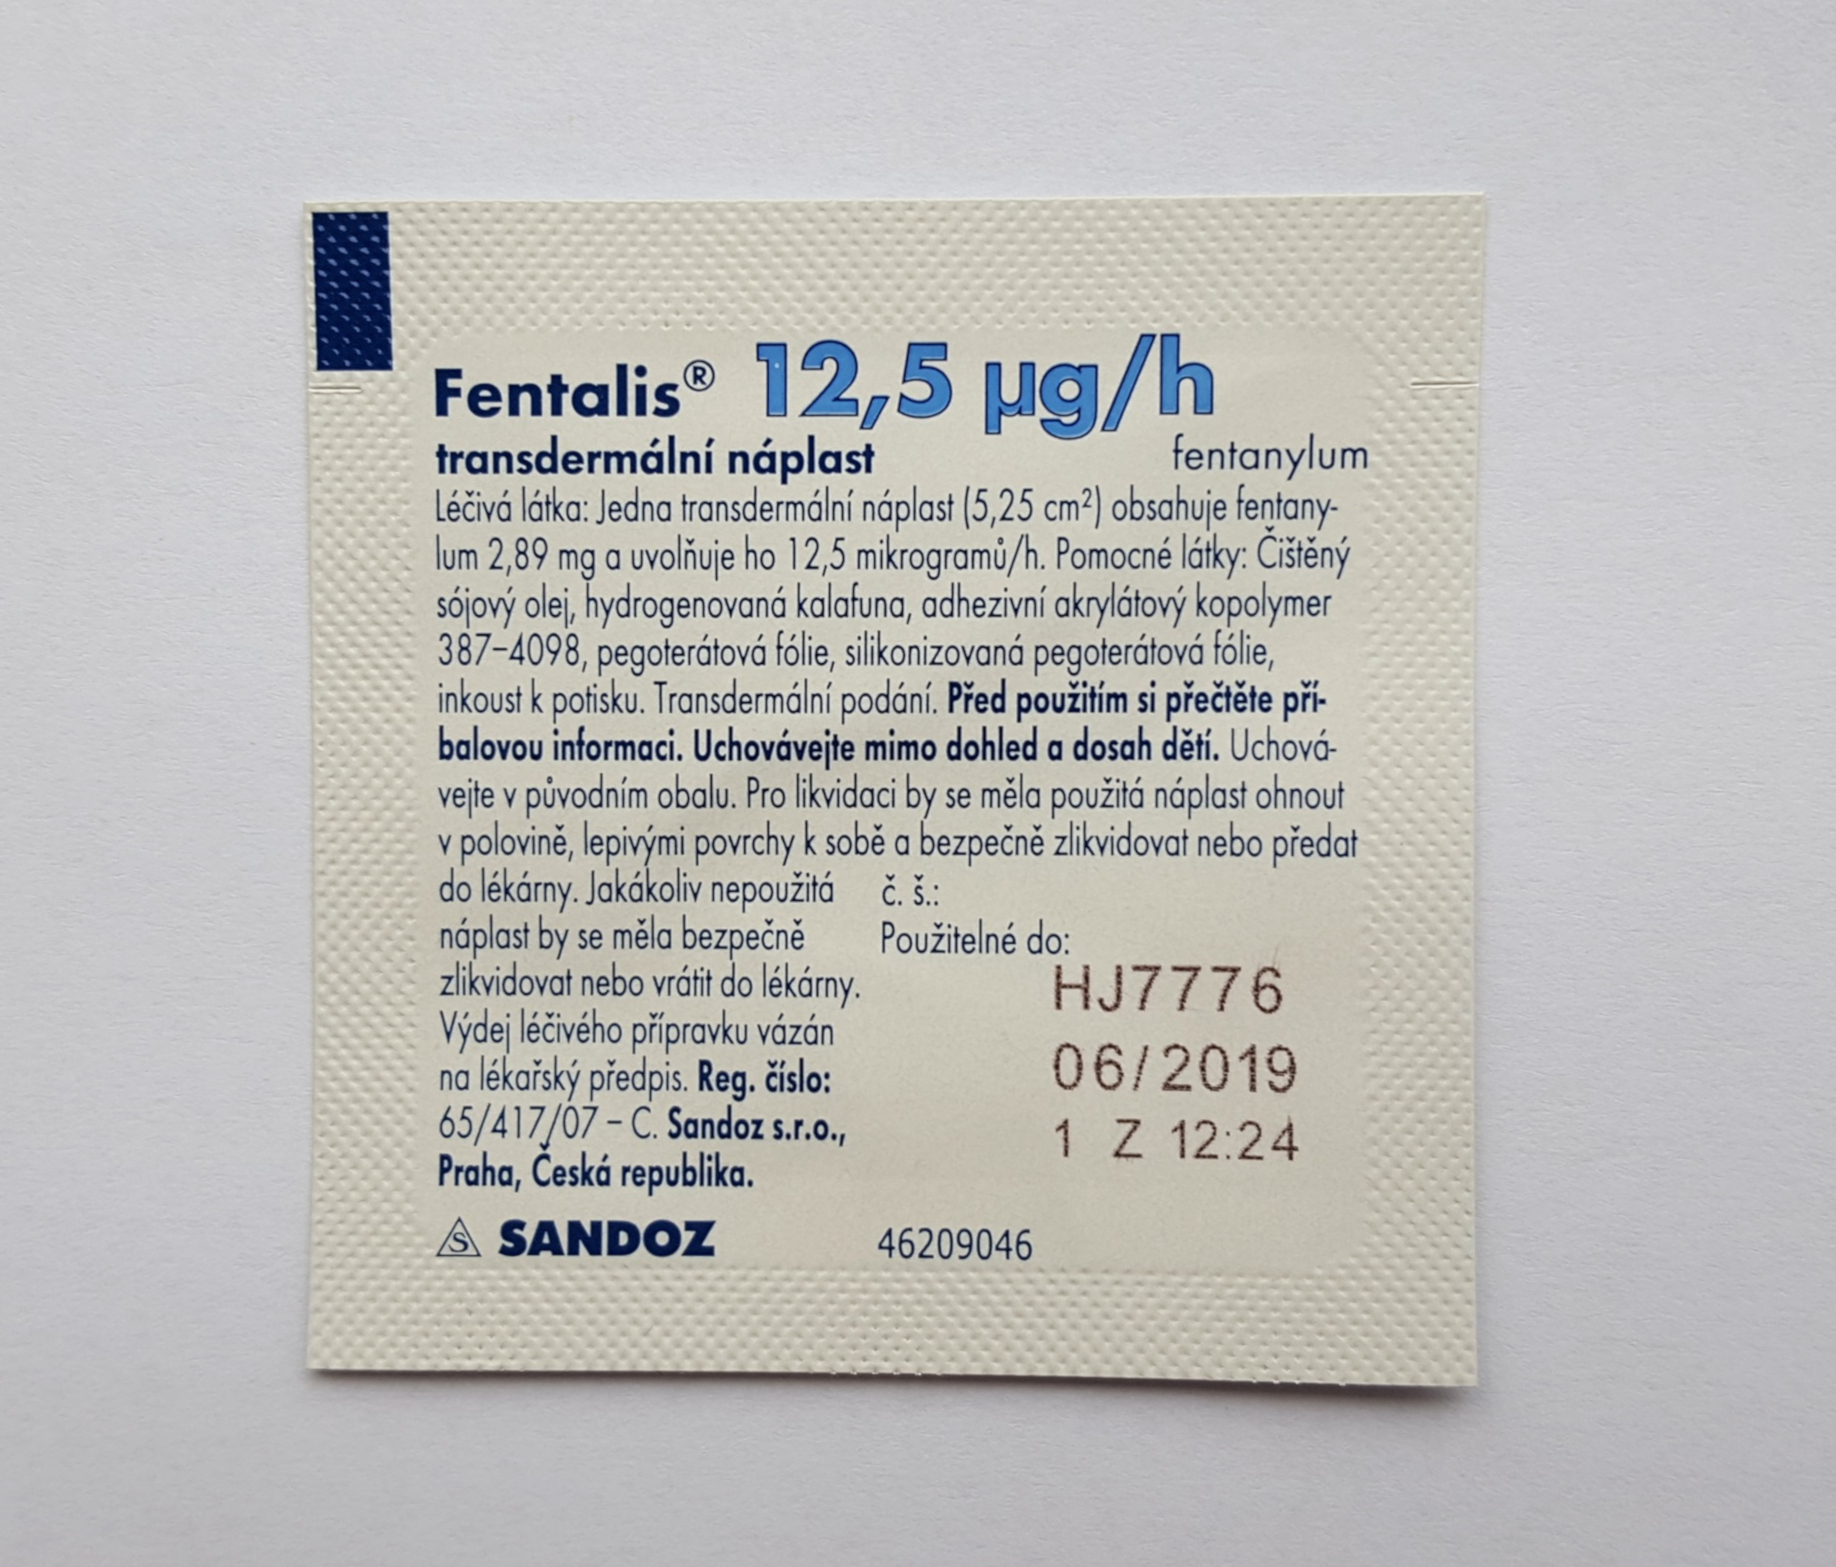 Fentalis® 12,5 µg/h
transdermální náplast fentanylum
Léčivá látka: Jedna transdermální náplast (5,25 cm²) obsahuje fentany-
lum 2,89 mg a uvolňuje ho 12,5 mikrogramů/h. Pomocné látky: Čištěný
sójový olej, hydrogenovaná kalafuna, adhezivní akrylátový kopolymer
387–4098, pegoterátová fólie, silikonizovaná pegoterátová fólie,
inkoust k potisku. Transdermální podání. Před použitím si přečtěte pří-
balovou informaci. Uchovávejte mimo dohled a dosah dětí. Uchová-
vejte v původním obalu. Pro likvidaci by se měla použitá náplast ohnout
v polovině, lepivými povrchy k sobě a bezpečně zlikvidovat nebo předat
do lékárny. Jakákoliv nepoužitá
náplast by se měla bezpečně
zlikvidovat nebo vrátit do lékárny.
Výdej léčivého přípravku vázán
na lékařský předpis. Reg. číslo:
65/417/07 – C. Sandoz s.r.o.,
Praha, Česká republika.
č. š.:
Použitelné do:
HJ7776
06/2019
1 Z 12:24
S SANDOZ
46209046